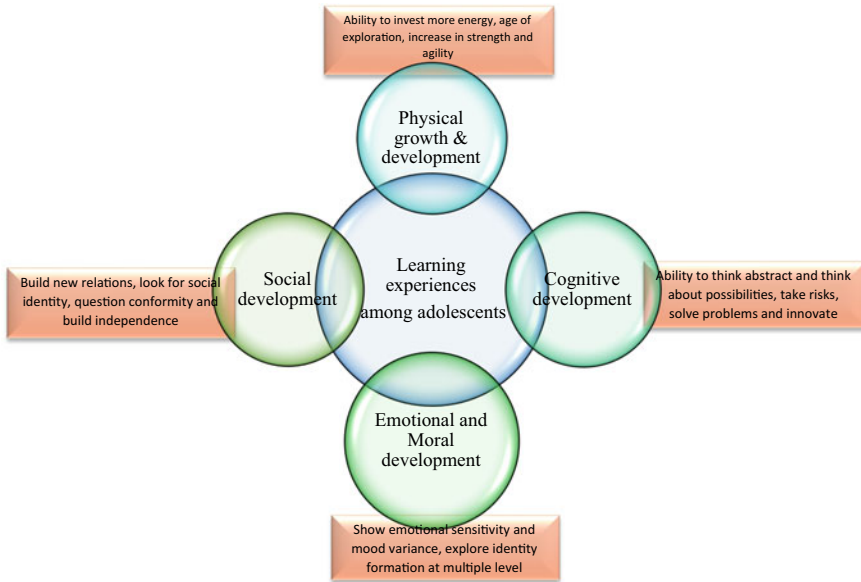 Ability to invest more energy, age of
exploration, increase in strength and
agility
Physical
growth &
development
Social
development
Build new relations, look for social
identity, question conformity and
build independence
Learning
experiences
among adolescents
Cognitive
development
Ability to think abstract and think
about possibilities, take risks,
solve problems and innovate
Emotional and
Moral
development
Show emotional sensitivity and
mood variance, explore identity
formation at multiple level